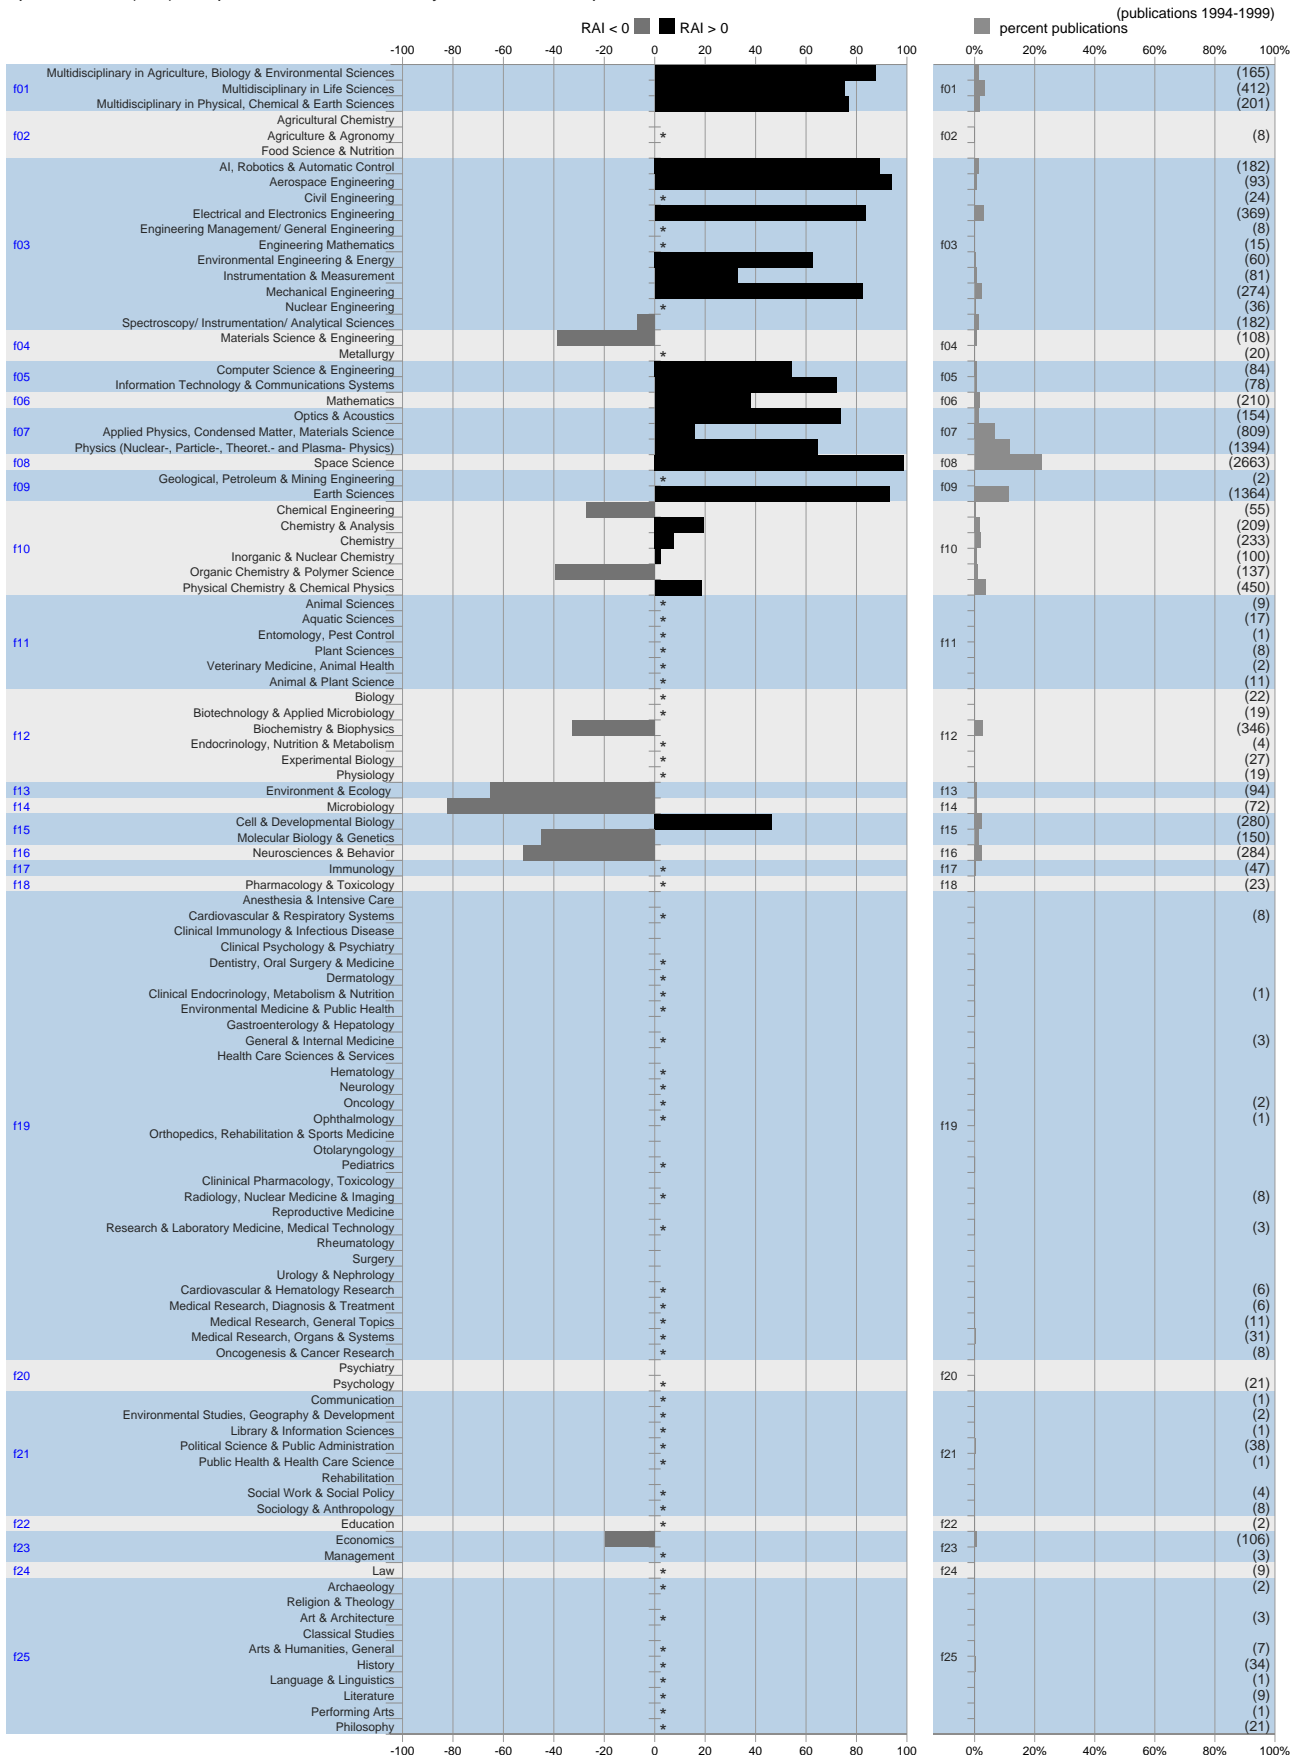 (publications 1994-1999)
RAI < 0 RAI > 0 percent publications
-100 -80 -60 -40 -20 0 20 40 60 80 100 0% 20% 40% 60% 80% 100%
Multidisciplinary in Agriculture, Biology & Environmental Sciences (165)
f01 Multidisciplinary in Life Sciences f01 (412)
Multidisciplinary in Physical, Chemical & Earth Sciences (201)
Agricultural Chemistry
f02 Agriculture & Agronomy * f02 (8)
Food Science & Nutrition
AI, Robotics & Automatic Control (182)
Aerospace Engineering (93)
Civil Engineering * (24)
Electrical and Electronics Engineering (369)
Engineering Management/ General Engineering * (8)
f03 Engineering Mathematics * f03 (15)
Environmental Engineering & Energy (60)
Instrumentation & Measurement (81)
Mechanical Engineering (274)
Nuclear Engineering * (36)
Spectroscopy/ Instrumentation/ Analytical Sciences (182)
f04 Materials Science & Engineering f04 (108)
Metallurgy * (20)
f05 Computer Science & Engineering f05 (84)
Information Technology & Communications Systems (78)
f06 Mathematics f06 (210)
Optics & Acoustics (154)
f07 Applied Physics, Condensed Matter, Materials Science f07 (809)
Physics (Nuclear-, Particle-, Theoret.- and Plasma- Physics) (1394)
f08 Space Science f08 (2663)
f09 Geological, Petroleum & Mining Engineering * f09 (2)
Earth Sciences (1364)
Chemical Engineering (55)
Chemistry & Analysis (209)
f10 Chemistry f10 (233)
Inorganic & Nuclear Chemistry (100)
Organic Chemistry & Polymer Science (137)
Physical Chemistry & Chemical Physics (450)
Animal Sciences * (9)
Aquatic Sciences * (17)
f11 Entomology, Pest Control * f11 (1)
Plant Sciences * (8)
Veterinary Medicine, Animal Health * (2)
Animal & Plant Science * (11)
Biology * (22)
Biotechnology & Applied Microbiology * (19)
f12 Biochemistry & Biophysics f12 (346)
Endocrinology, Nutrition & Metabolism * (4)
Experimental Biology * (27)
Physiology * (19)
f13 Environment & Ecology f13 (94)
f14 Microbiology f14 (72)
f15 Cell & Developmental Biology f15 (280)
Molecular Biology & Genetics (150)
f16 Neurosciences & Behavior f16 (284)
f17 Immunology * f17 (47)
f18 Pharmacology & Toxicology * f18 (23)
Anesthesia & Intensive Care
Cardiovascular & Respiratory Systems * (8)
Clinical Immunology & Infectious Disease
Clinical Psychology & Psychiatry
Dentistry, Oral Surgery & Medicine *
Dermatology *
Clinical Endocrinology, Metabolism & Nutrition * (1)
Environmental Medicine & Public Health *
Gastroenterology & Hepatology
General & Internal Medicine * (3)
Health Care Sciences & Services
Hematology *
Neurology *
Oncology * (2)
f19 Ophthalmology * f19 (1)
Orthopedics, Rehabilitation & Sports Medicine
Otolaryngology
Pediatrics *
Clininical Pharmacology, Toxicology
Radiology, Nuclear Medicine & Imaging * (8)
Reproductive Medicine
Research & Laboratory Medicine, Medical Technology * (3)
Rheumatology
Surgery
Urology & Nephrology
Cardiovascular & Hematology Research * (6)
Medical Research, Diagnosis & Treatment * (6)
Medical Research, General Topics * (11)
Medical Research, Organs & Systems * (31)
Oncogenesis & Cancer Research * (8)
f20 Psychiatry f20
Psychology * (21)
Communication * (1)
Environmental Studies, Geography & Development * (2)
Library & Information Sciences * (1)
f21 Political Science & Public Administration * f21 (38)
Public Health & Health Care Science * (1)
Rehabilitation
Social Work & Social Policy * (4)
Sociology & Anthropology * (8)
f22 Education * f22 (2)
f23 Economics f23 (106)
Management * (3)
f24 Law * f24 (9)
Archaeology * (2)
Religion & Theology
Art & Architecture * (3)
Classical Studies
f25 Arts & Humanities, General * f25 (7)
History * (34)
Language & Linguistics * (1)
Literature * (9)
Performing Arts * (1)
Philosophy * (21)
-100 -80 -60 -40 -20 0 20 40 60 80 100 0% 20% 40% 60% 80% 100%